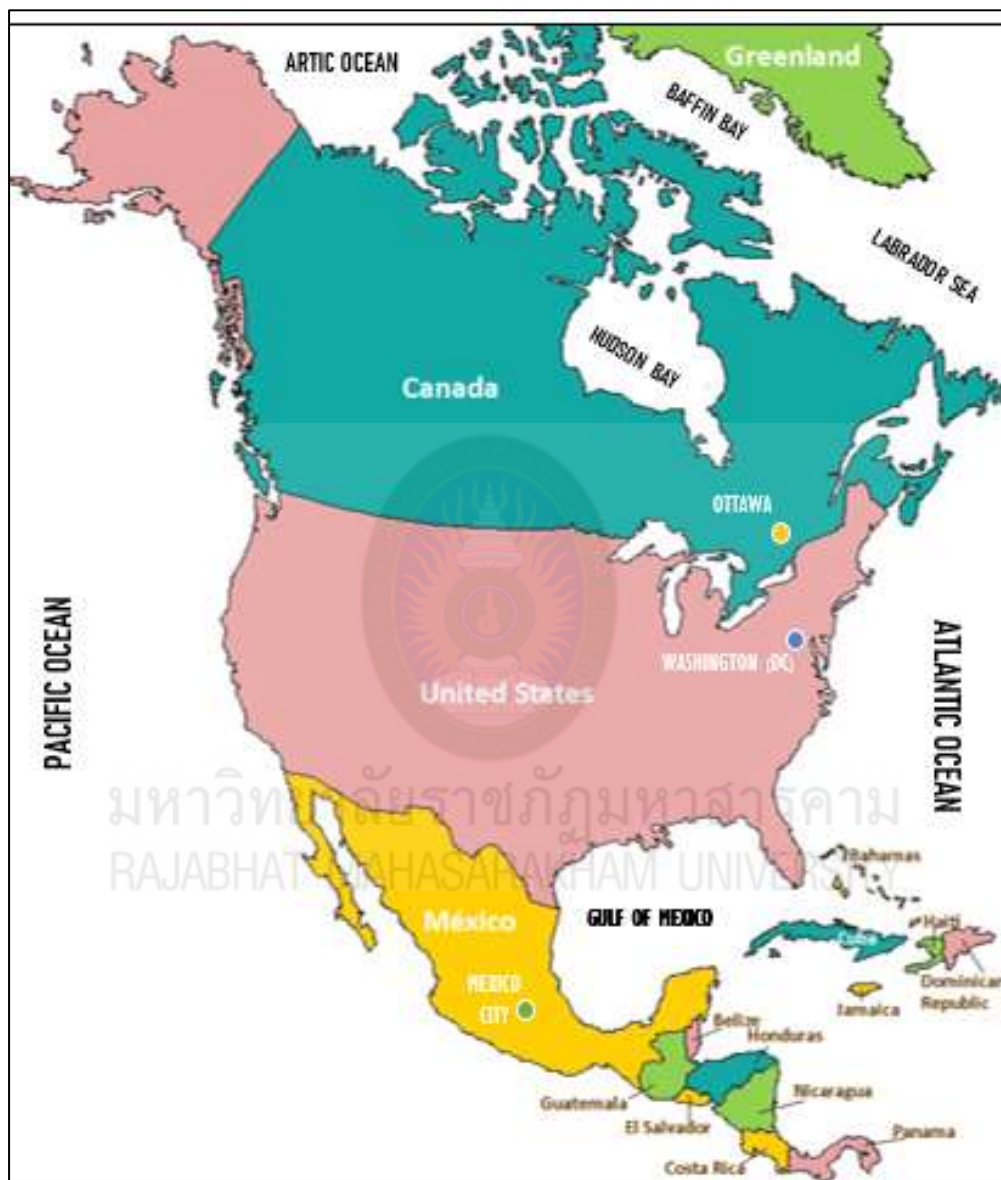 Greenland
ARTIC OCEAN
BAFFIN BAY
LABRADOR SEA
HUDSON BAY
Canada
OTTAWA
PACIFIC OCEAN
ATLANTIC OCEAN
WASHINGTON (DC)
United States
มหาวิทยาลัยราชภัฏมหาสารคาม
RAJABHAT MAHASARAKHAM UNIVERSITY
Bahamas
México
GULF OF MEXICO
Haiti
Cuba
Dominican
Republic
Jamaica
MEXICO
CITY
Belize
Honduras
Guatemala
Nicaragua
El Salvador
Panama
Costa Rica